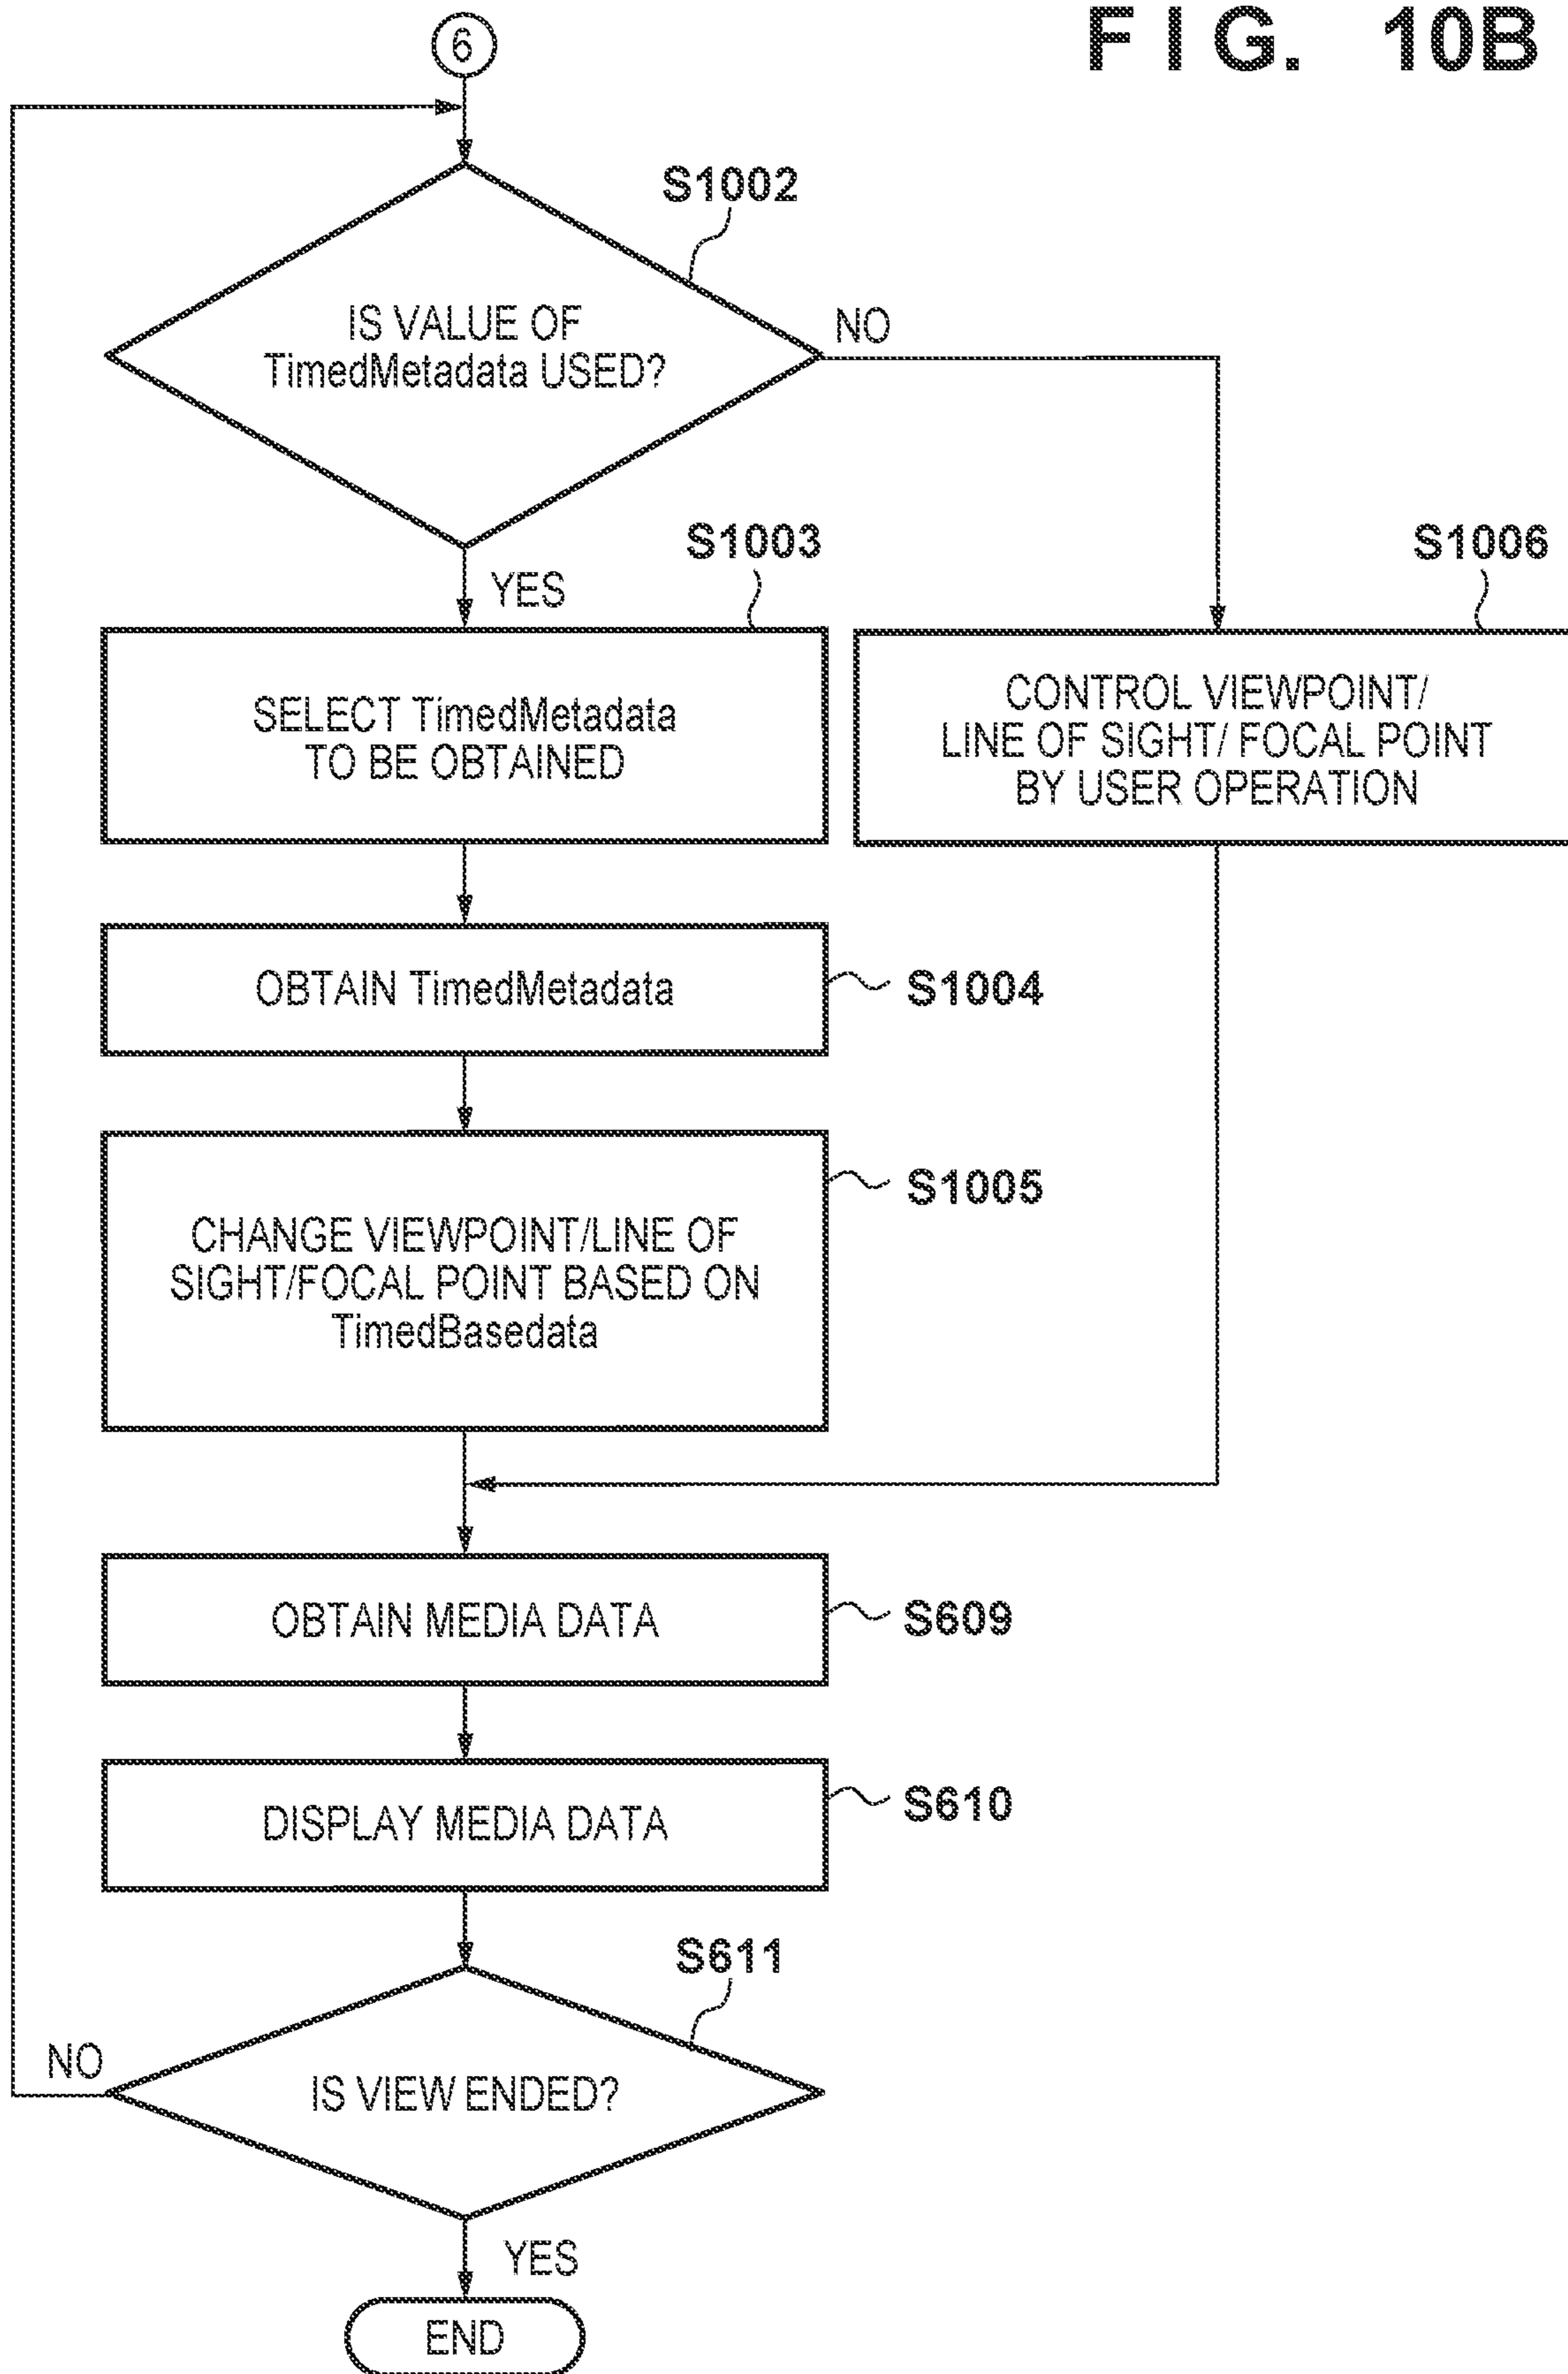 FIG. 10B
6
S1002
IS VALUE OF
TimedMetadata USED?
NO
YES
S1003
SELECT TimedMetadata
TO BE OBTAINED
S1006
CONTROL VIEWPOINT/
LINE OF SIGHT/ FOCAL POINT
BY USER OPERATION
OBTAIN TimedMetadata
S1004
S1005
CHANGE VIEWPOINT/LINE OF
SIGHT/FOCAL POINT BASED ON
TimedBasedata
OBTAIN MEDIA DATA
S609
DISPLAY MEDIA DATA
S610
S611
NO
IS VIEW ENDED?
YES
END